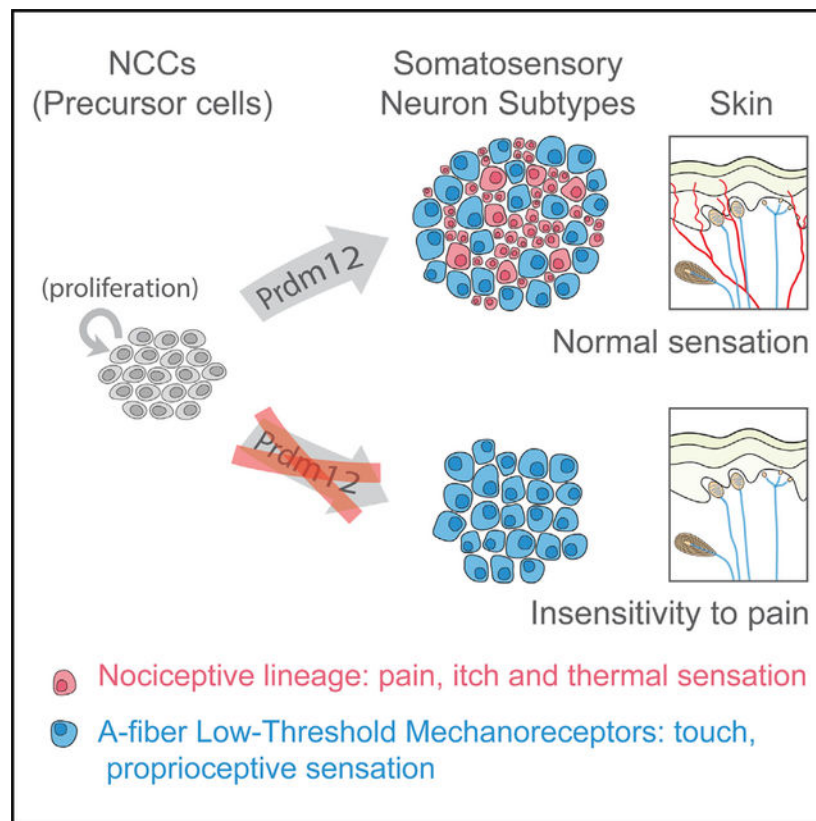 NCCs
(Precursor cells)
Somatosensory
Neuron Subtypes
Skin
(proliferation)
Prdm12
Normal sensation
Prdm12
Insensitivity to pain
Nociceptive lineage: pain, itch and thermal sensation
A-fiber Low-Threshold Mechanoreceptors: touch,
proprioceptive sensation